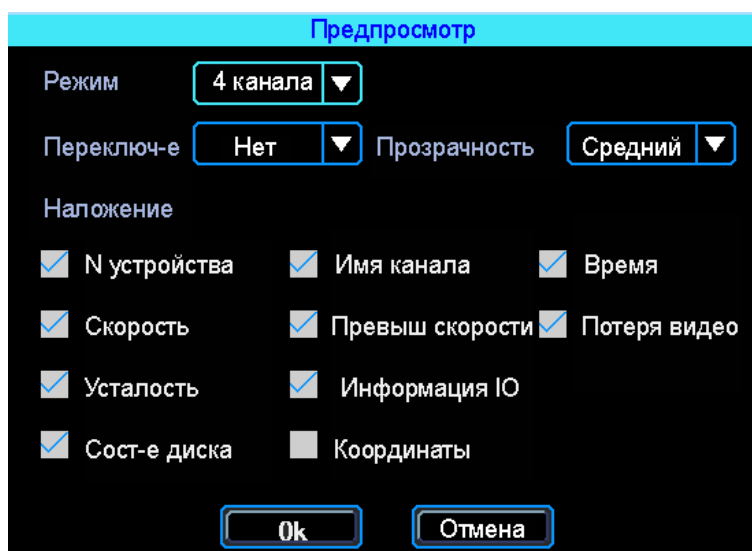 Предпросмотр
Режим 4 канала
Переключ-е Нет Прозрачность Средний
Наложение
N устройства Имя канала Время
Скорость Превыш скорости Потеря видео
Усталость Информация IO
Сост-е диска Координаты
Ok Отмена